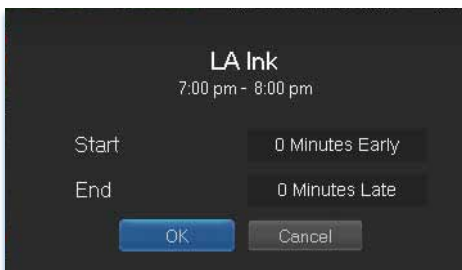 LA Ink
7:00 pm - 8:00 pm
Start 0 Minutes Early
End 0 Minutes Late
OK Cancel